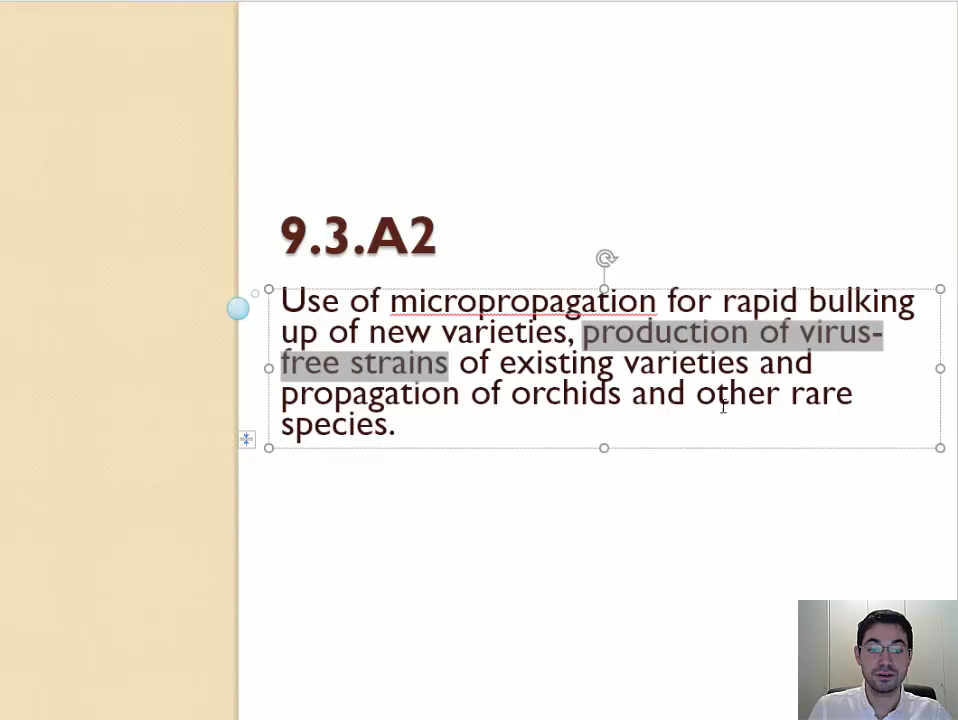 9.3.A2
Use of micropropagation for rapid bulking
up of new varieties, production of virus-
free strains of existing varieties and
propagation of orchids and other rare
species.